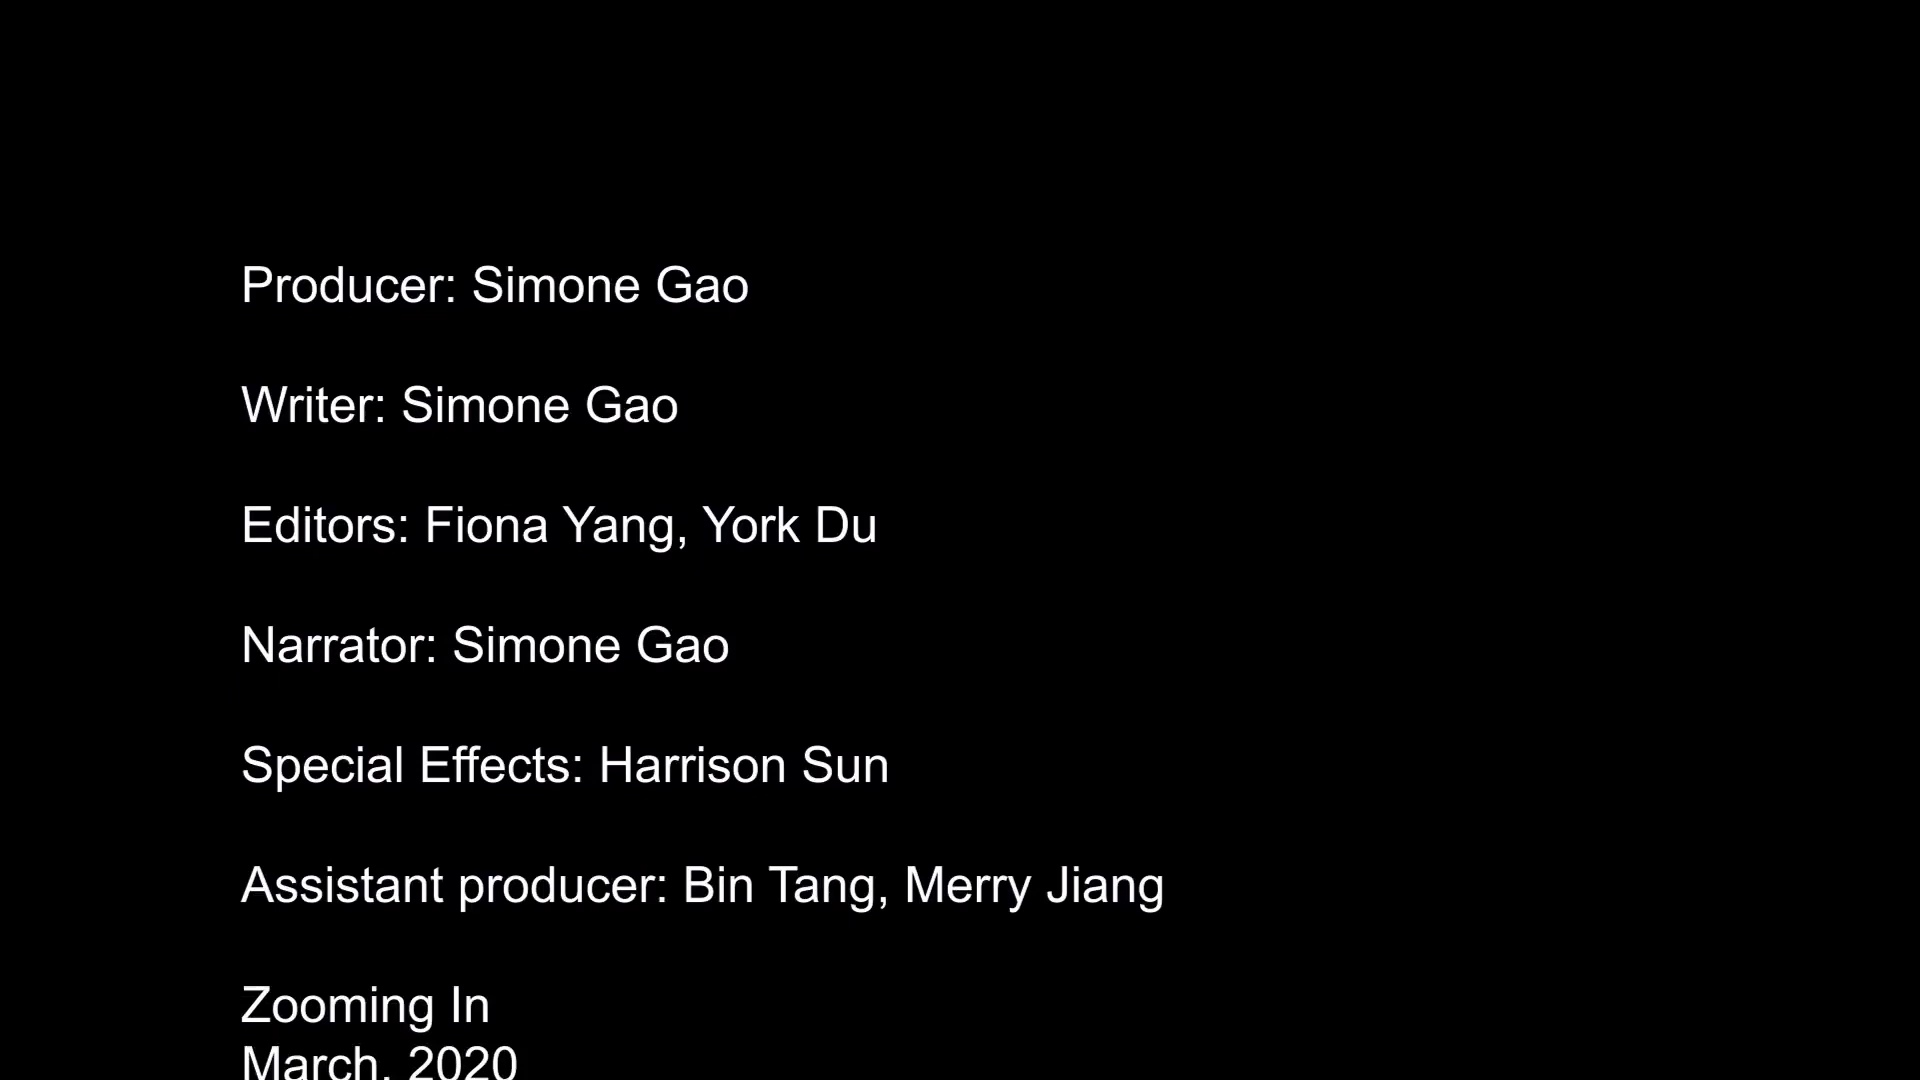 Producer: Simone Gao
Writer: Simone Gao
Editors: Fiona Yang, York Du
Narrator: Simone Gao
Special Effects: Harrison Sun
Assistant producer: Bin Tang, Merry Jiang
Zooming In
March, 2020